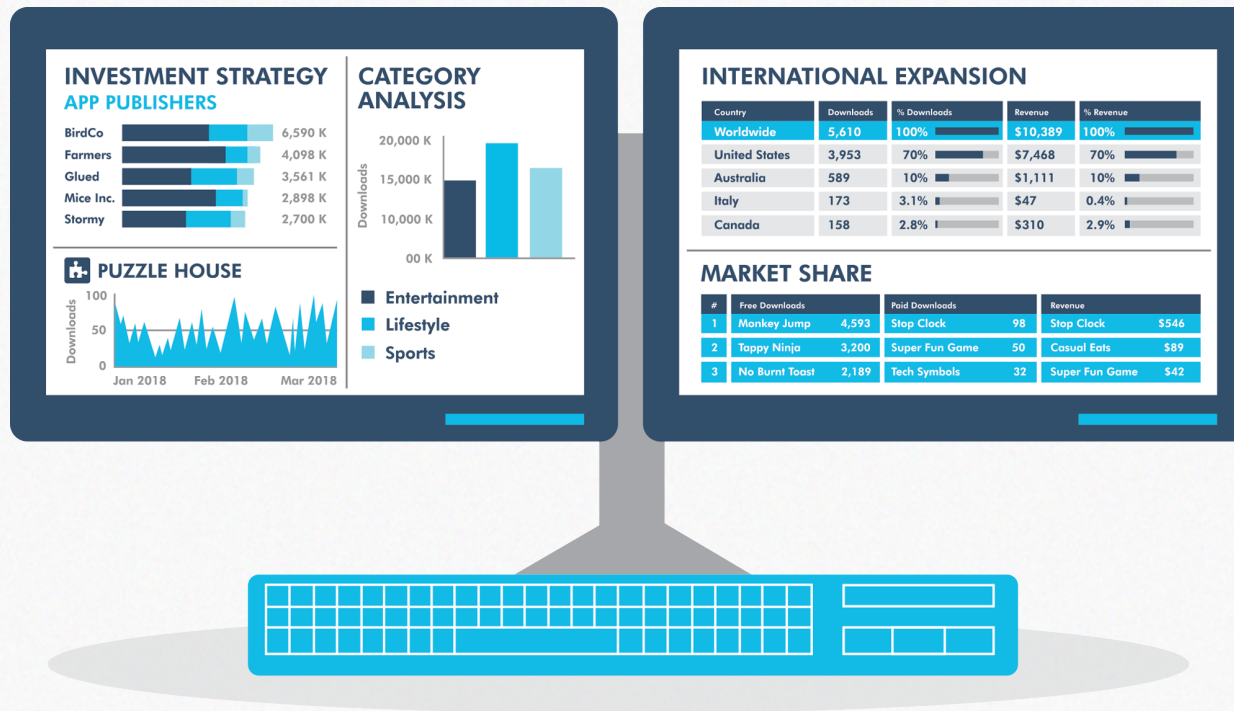 INVESTMENT STRATEGY
APP PUBLISHERS
BirdCo 6,590 K
Farmers 4,098 K
Glued 3,561 K
Mice Inc. 2,898 K
Stormy 2,700 K
PUZZLE HOUSE
Downloads
100
50
0
Jan 2018 Feb 2018 Mar 2018
CATEGORY
ANALYSIS
Downloads
20,000 K
15,000 K
10,000 K
00 K
Entertainment
Lifestyle
Sports
INTERNATIONAL EXPANSION
Country Downloads % Downloads Revenue % Revenue
Worldwide 5,610 100% $10,389 100%
United States 3,953 70% $7,468 70%
Australia 589 10% $1,111 10%
Italy 173 3.1% $47 0.4%
Canada 158 2.8% $310 2.9%
MARKET SHARE
# Free Downloads Paid Downloads Revenue
1 Monkey Jump 4,593 Stop Clock 98 Stop Clock $546
2 Tappy Ninja 3,200 Super Fun Game 50 Casual Eats $89
3 No Burnt Toast 2,189 Tech Symbols 32 Super Fun Game $42